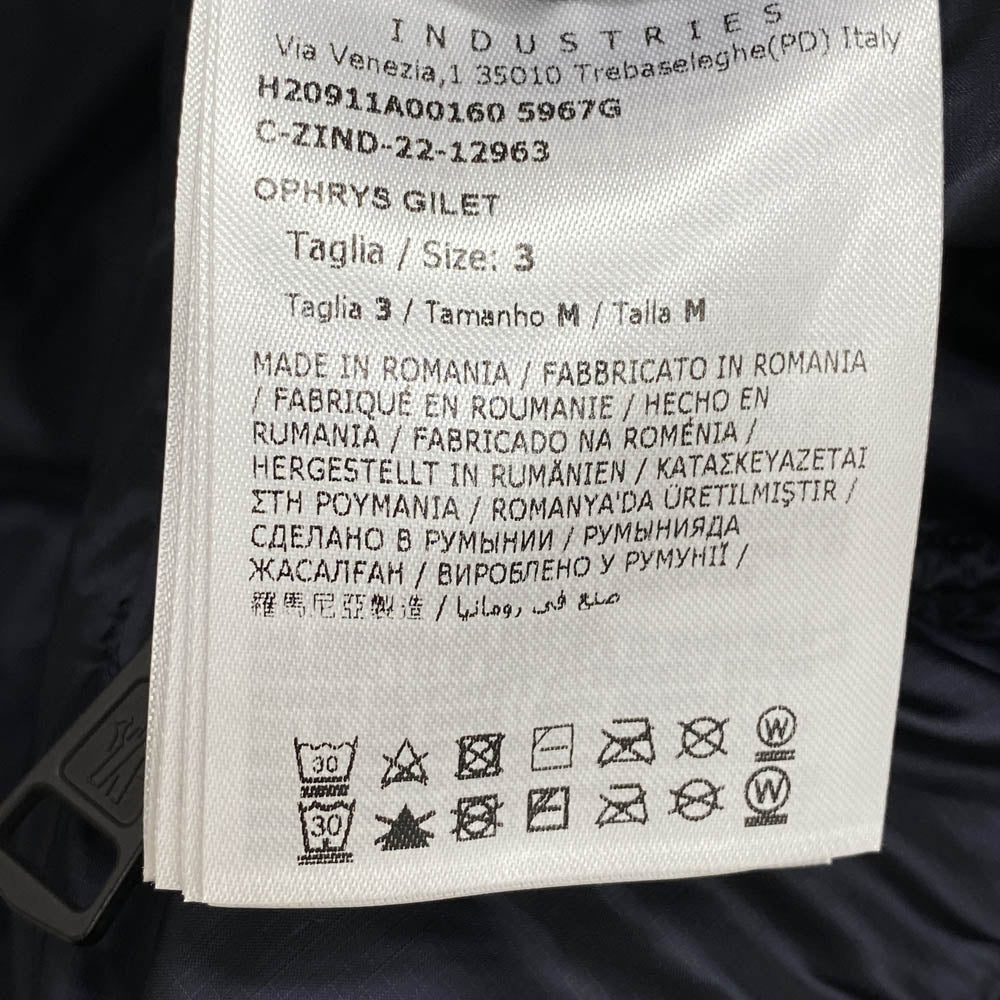 INDUSTRIES
Via Venezia,1 35010 Trebaseleghe(PD) Italy
H20911A00160 5967G
C-ZIND-22-12963
OPHRYS GILET
Taglia / Size: 3
Taglia 3 / Tamanho M / Talla M
MADE IN ROMANIA / FABBRICATO IN ROMANIA
/ FABRIQUÉ EN ROUMANIE / HECHO EN
RUMANIA / FABRICADO NA ROMÉNIA /
HERGESTELLT IN RUMÄNIEN / ΚΑΤΑΣΚΕΥΑΖΕΤΑΙ
ΣΤΗ ΡΟΥΜΑΝΙΑ / ROMANYA'DA ÜRETILMIŞTIR /
СДЕЛАНО В РУМЫНИИ / РУМЫНИЯДА
ЖАСАЛҒАН / ВИРОБЛЕНО У РУМУНІЇ /
羅馬尼亞製造 / صنع في رومانيا
30 W
30 W